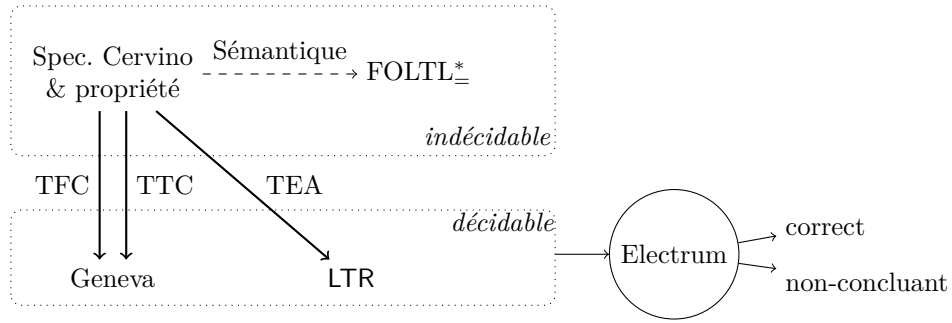 Spec. Cervino
& propriété
Sémantique
FOLTL*=
indécidable
TFC
TTC
TEA
décidable
Geneva
LTR
Electrum
correct
non-concluant